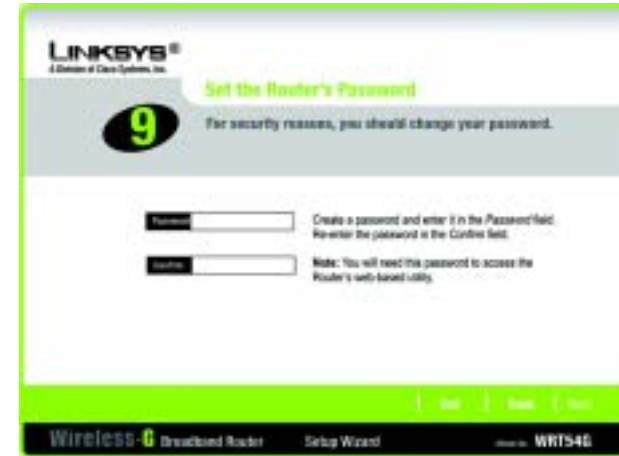 LINKSYS®
A Division of Cisco Systems, Inc.
Set the Router's Password
9
For security reasons, you should change your password.
Password
Create a password and enter it in the Password field.
Re-enter the password in the Confirm field.
Confirm
Note: You will need this password to access the
Router's web-based utility.
Exit
Back
Next
Wireless-G Broadband Router
Setup Wizard
WRT54G